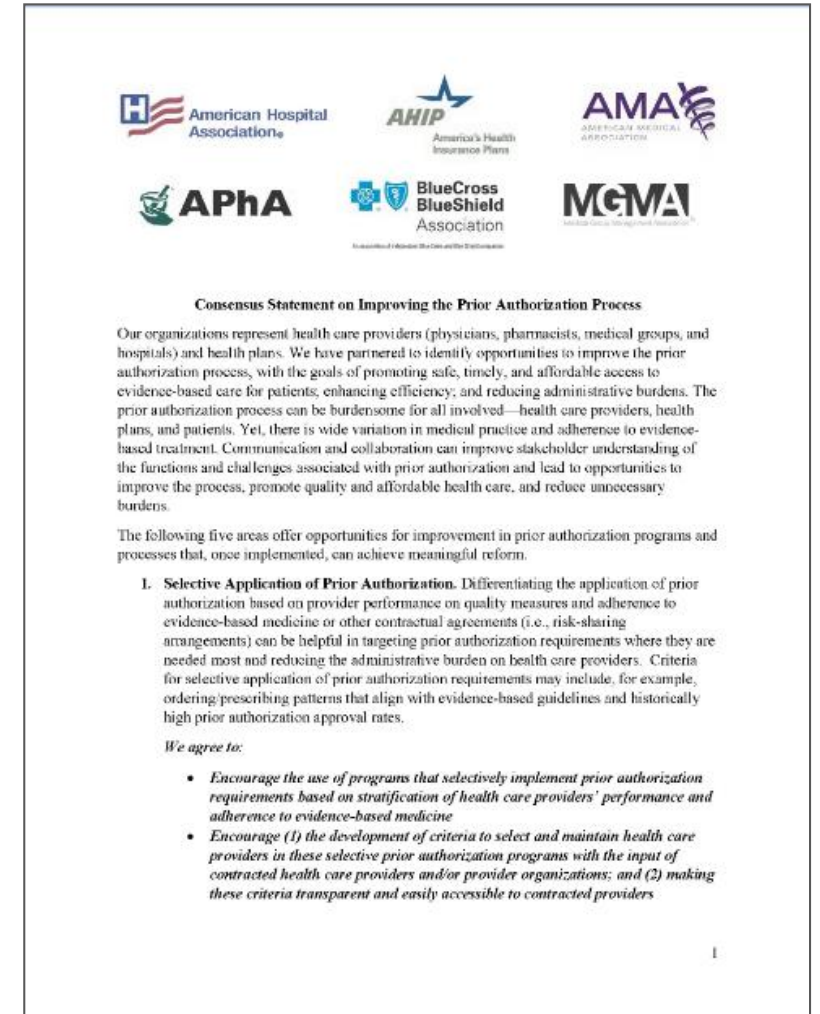 American Hospital
Association®
AHIP
America's Health
Insurance Plans
AMA
AMERICAN MEDICAL
ASSOCIATION
APhA
BlueCross
BlueShield
Association
MGMA
Consensus Statement on Improving the Prior Authorization Process
Our organizations represent health care providers (physicians, pharmacists, medical groups, and
hospitals) and health plans. We have partnered to identify opportunities to improve the prior
authorization process, with the goals of promoting safe, timely, and affordable access to
evidence-based care for patients; enhancing efficiency; and reducing administrative burdens. The
prior authorization process can be burdensome for all involved—health care providers, health
plans, and patients. Yet, there is wide variation in medical practice and adherence to evidence-
based treatment. Communication and collaboration can improve stakeholder understanding of
the functions and challenges associated with prior authorization and lead to opportunities to
improve the process, promote quality and affordable health care, and reduce unnecessary
burdens.
The following five areas offer opportunities for improvement in prior authorization programs and
processes that, once implemented, can achieve meaningful reform.
1. Selective Application of Prior Authorization. Differentiating the application of prior
authorization based on provider performance on quality measures and adherence to
evidence-based medicine or other contractual agreements (i.e., risk-sharing
arrangements) can be helpful in targeting prior authorization requirements where they are
needed most and reducing the administrative burden on health care providers. Criteria
for selective application of prior authorization requirements may include, for example,
ordering/prescribing patterns that align with evidence-based guidelines and historically
high prior authorization approval rates.
We agree to:
• Encourage the use of programs that selectively implement prior authorization
requirements based on stratification of health care providers' performance and
adherence to evidence-based medicine
• Encourage (1) the development of criteria to select and maintain health care
providers in these selective prior authorization programs with the input of
contracted health care providers and/or provider organizations; and (2) making
these criteria transparent and easily accessible to contracted providers
1